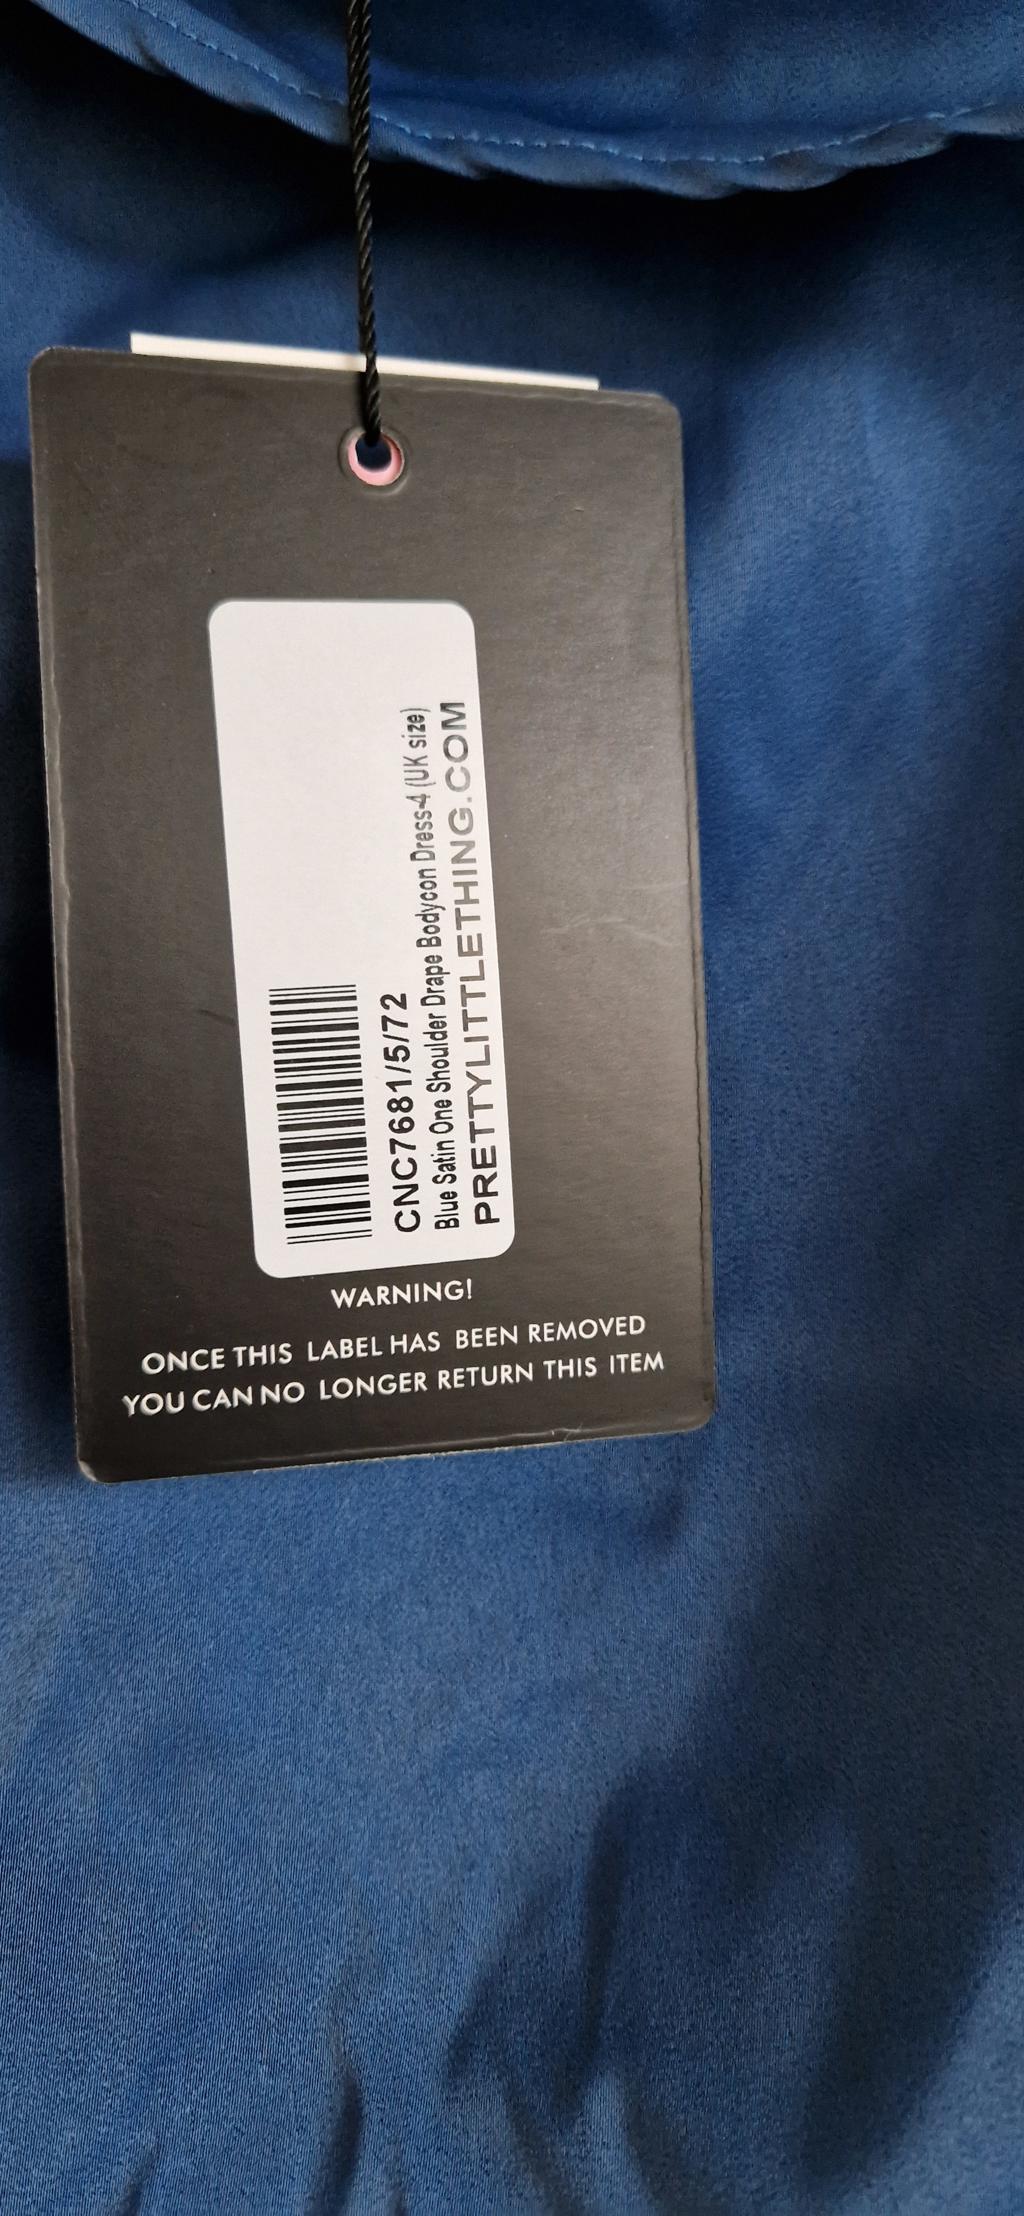 CNC7681/5/72
Blue Satin One Shoulder Drape Bodycon Dress-4 (UK size)
PRETTYLITTLETHING.COM
WARNING!
ONCE THIS LABEL HAS BEEN REMOVED
YOU CAN NO LONGER RETURN THIS ITEM